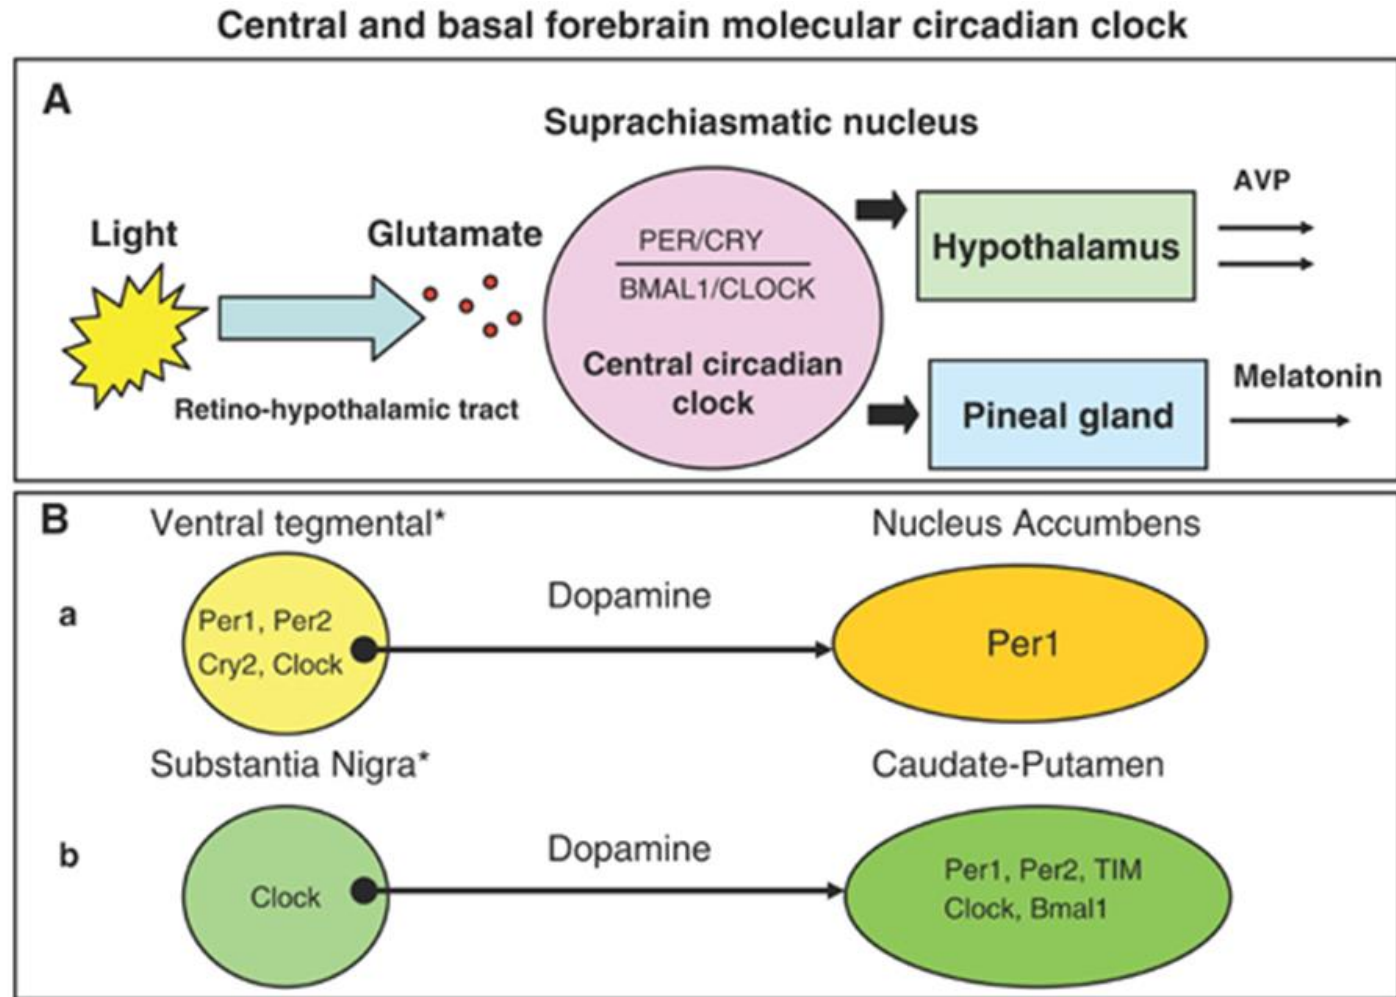 Central and basal forebrain molecular circadian clock
A
Suprachiasmatic nucleus
Light
Glutamate
Retino-hypothalamic tract
PER/CRY
BMAL1/CLOCK
Central circadian
clock
Hypothalamus
AVP
Pineal gland
Melatonin
B
Ventral tegmental*
Nucleus Accumbens
a
Per1, Per2
Cry2, Clock
Dopamine
Per1
Substantia Nigra*
Caudate-Putamen
b
Clock
Dopamine
Per1, Per2, TIM
Clock, Bmal1